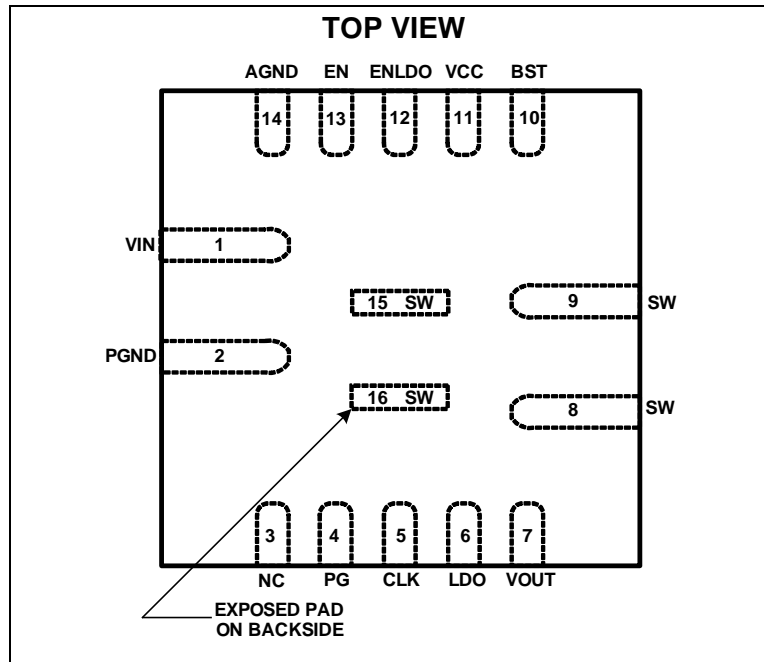 TOP VIEW
AGND EN ENLDO VCC BST
14 13 12 11 10
VIN 1
15 SW 9 SW
PGND 2
16 SW 8 SW
3 4 5 6 7
NC PG CLK LDO VOUT
EXPOSED PAD
ON BACKSIDE